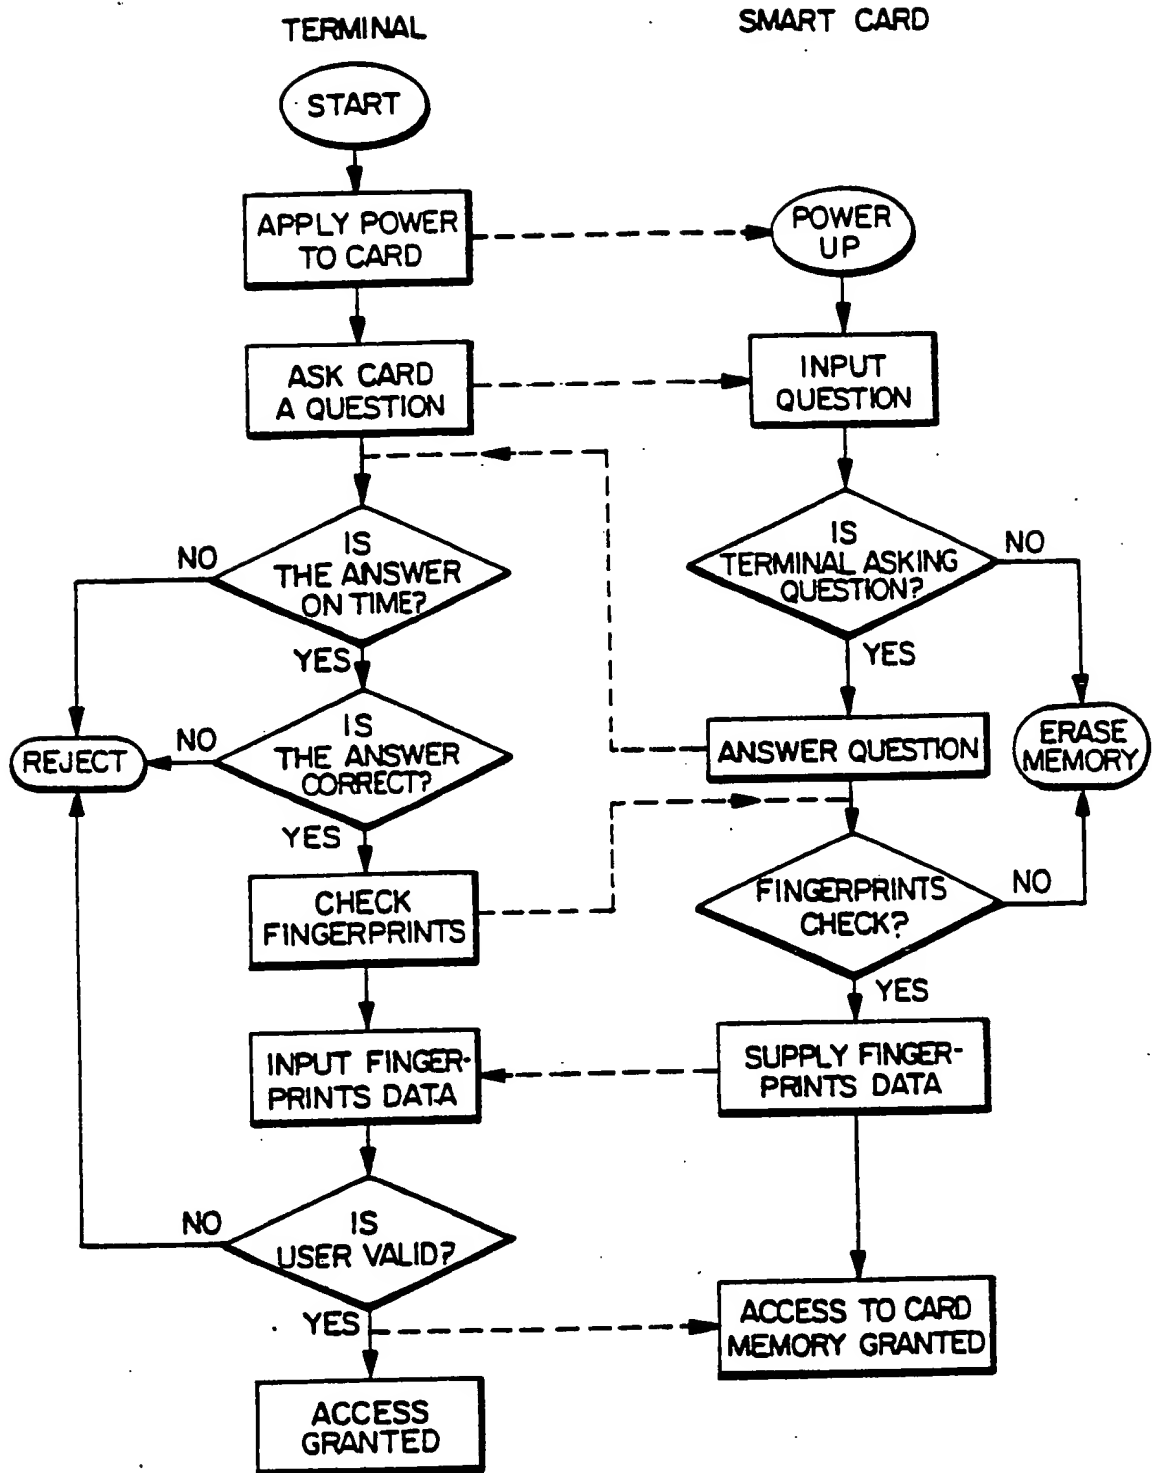 TERMINAL
SMART CARD
START
APPLY POWER
TO CARD
POWER
UP
ASK CARD
A QUESTION
INPUT
QUESTION
IS
THE ANSWER
ON TIME?
NO
YES
IS
TERMINAL ASKING
QUESTION?
NO
YES
REJECT
NO
IS
THE ANSWER
CORRECT?
YES
ANSWER QUESTION
ERASE
MEMORY
CHECK
FINGERPRINTS
FINGERPRINTS
CHECK?
NO
YES
INPUT FINGER-
PRINTS DATA
SUPPLY FINGER-
PRINTS DATA
NO
IS
USER VALID?
YES
ACCESS TO CARD
MEMORY GRANTED
ACCESS
GRANTED